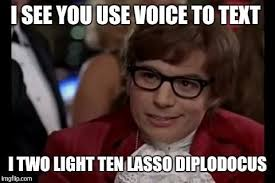 I SEE YOU USE VOICE TO TEXT
I TWO LIGHT TEN LASSO DIPLODOCUS
imgflip.com